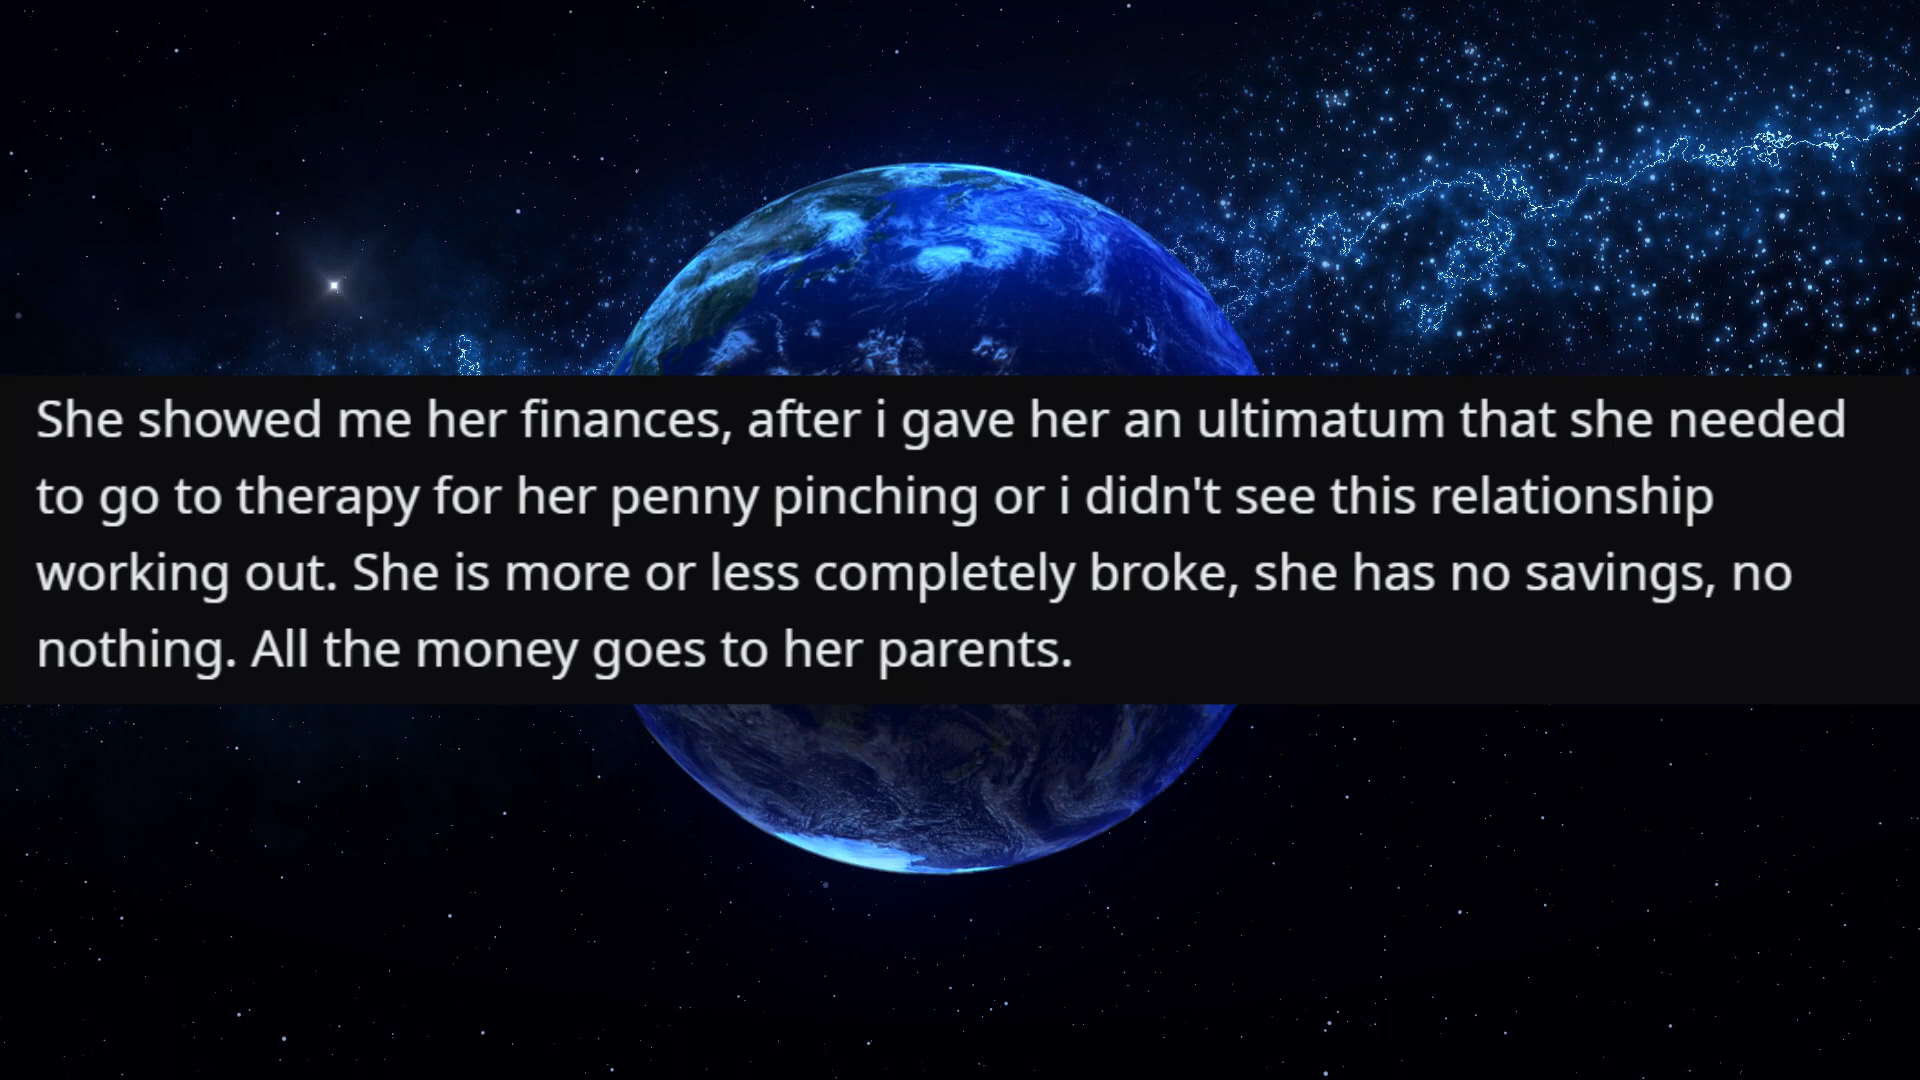 She showed me her finances, after i gave her an ultimatum that she needed
to go to therapy for her penny pinching or i didn't see this relationship
working out. She is more or less completely broke, she has no savings, no
nothing. All the money goes to her parents.